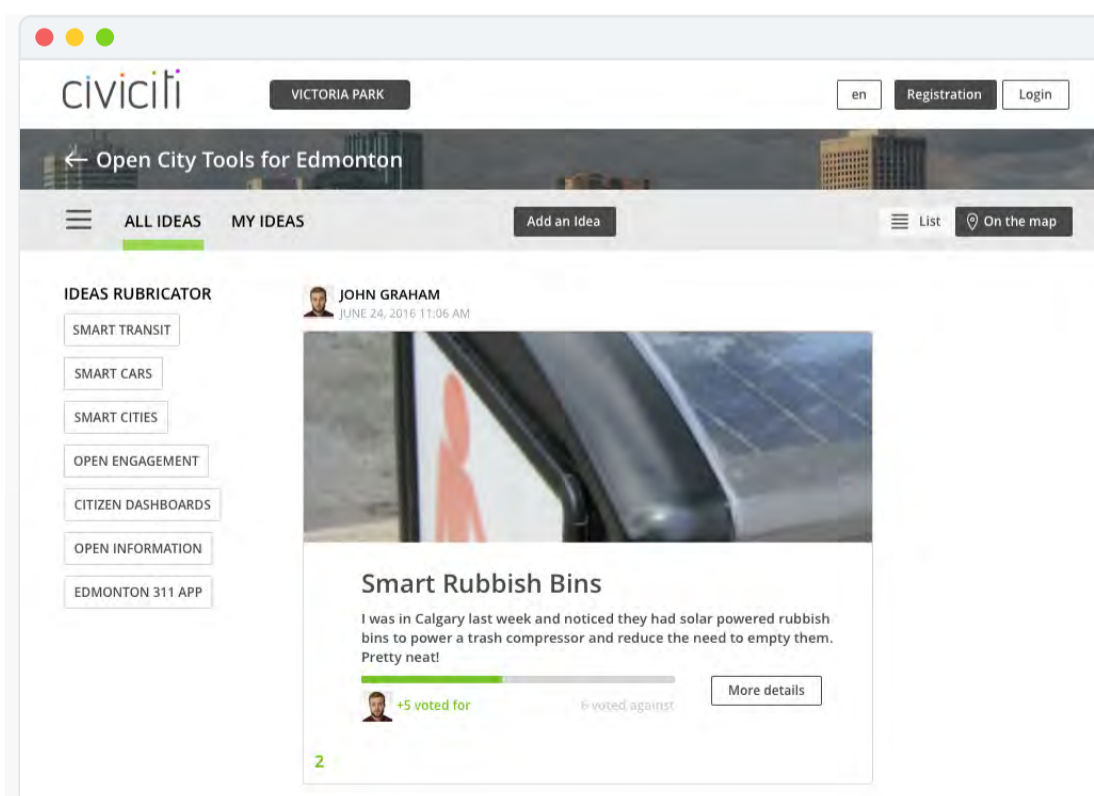 civiciti
VICTORIA PARK
en
Registration
Login
← Open City Tools for Edmonton
ALL IDEAS
MY IDEAS
Add an Idea
List
On the map
IDEAS RUBRICATOR
SMART TRANSIT
SMART CARS
SMART CITIES
OPEN ENGAGEMENT
CITIZEN DASHBOARDS
OPEN INFORMATION
EDMONTON 311 APP
JOHN GRAHAM
JUNE 24, 2016 11:06 AM
Smart Rubbish Bins
I was in Calgary last week and noticed they had solar powered rubbish
bins to power a trash compressor and reduce the need to empty them.
Pretty neat!
+5 voted for
6 voted against
More details
2